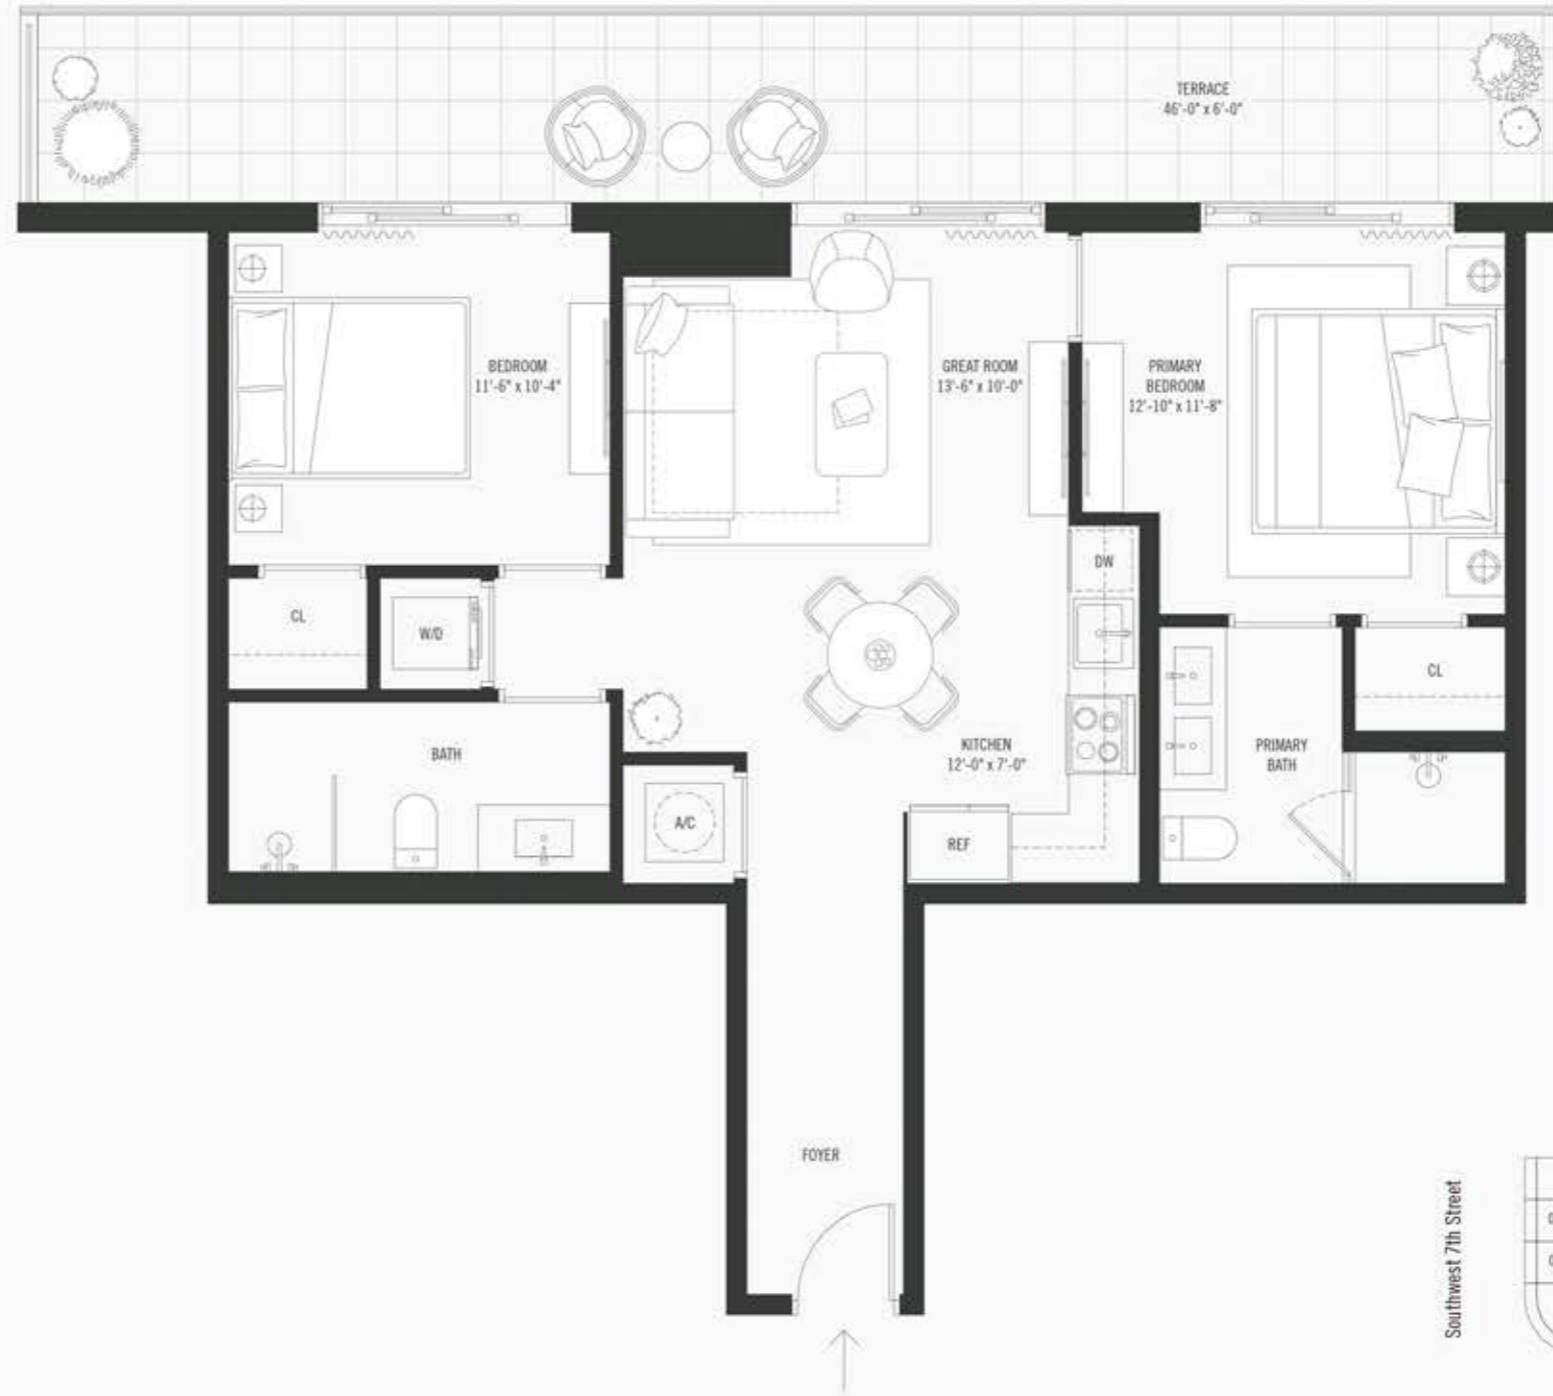 TERRACE
46'-0" x 6'-0"
BEDROOM
11'-6" x 10'-4"
GREAT ROOM
13'-6" x 10'-0"
PRIMARY
BEDROOM
12'-10" x 11'-8"
DW
CL
W/D
CL
BATH
KITCHEN
12'-0" x 7'-0"
PRIMARY
BATH
A/C
REF
FOYER
Southwest 7th Street